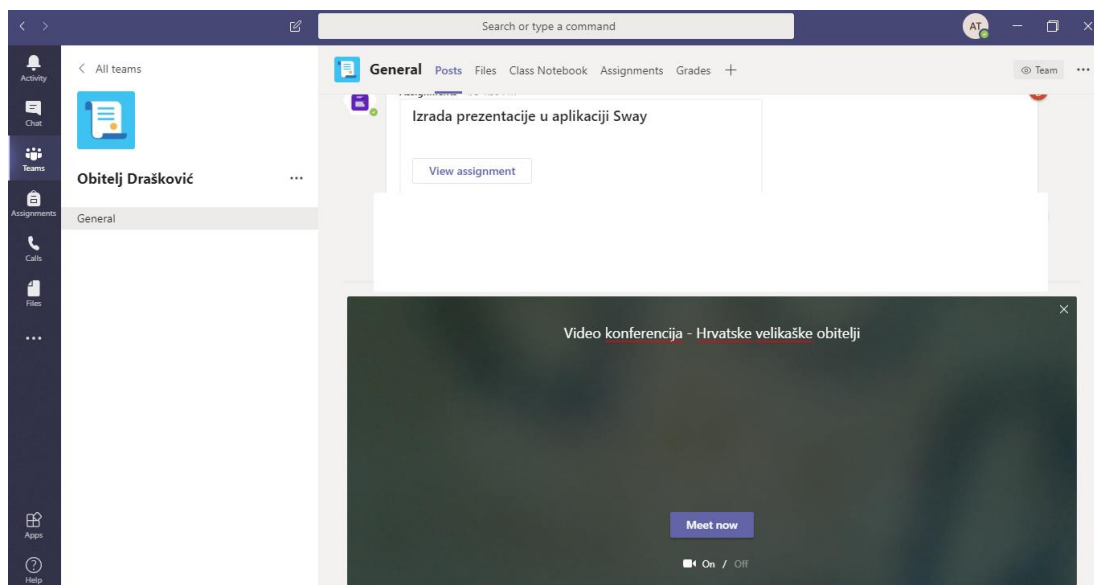 Search or type a command
AT
Activity
Chat
Teams
Assignments
Calls
Files
Apps
Help
All teams
Obitelj Drašković
General
General Posts Files Class Notebook Assignments Grades
Team
Izrada prezentacije u aplikaciji Sway
View assignment
Video konferencija - Hrvatske velikaške obitelji
Meet now
On / Off